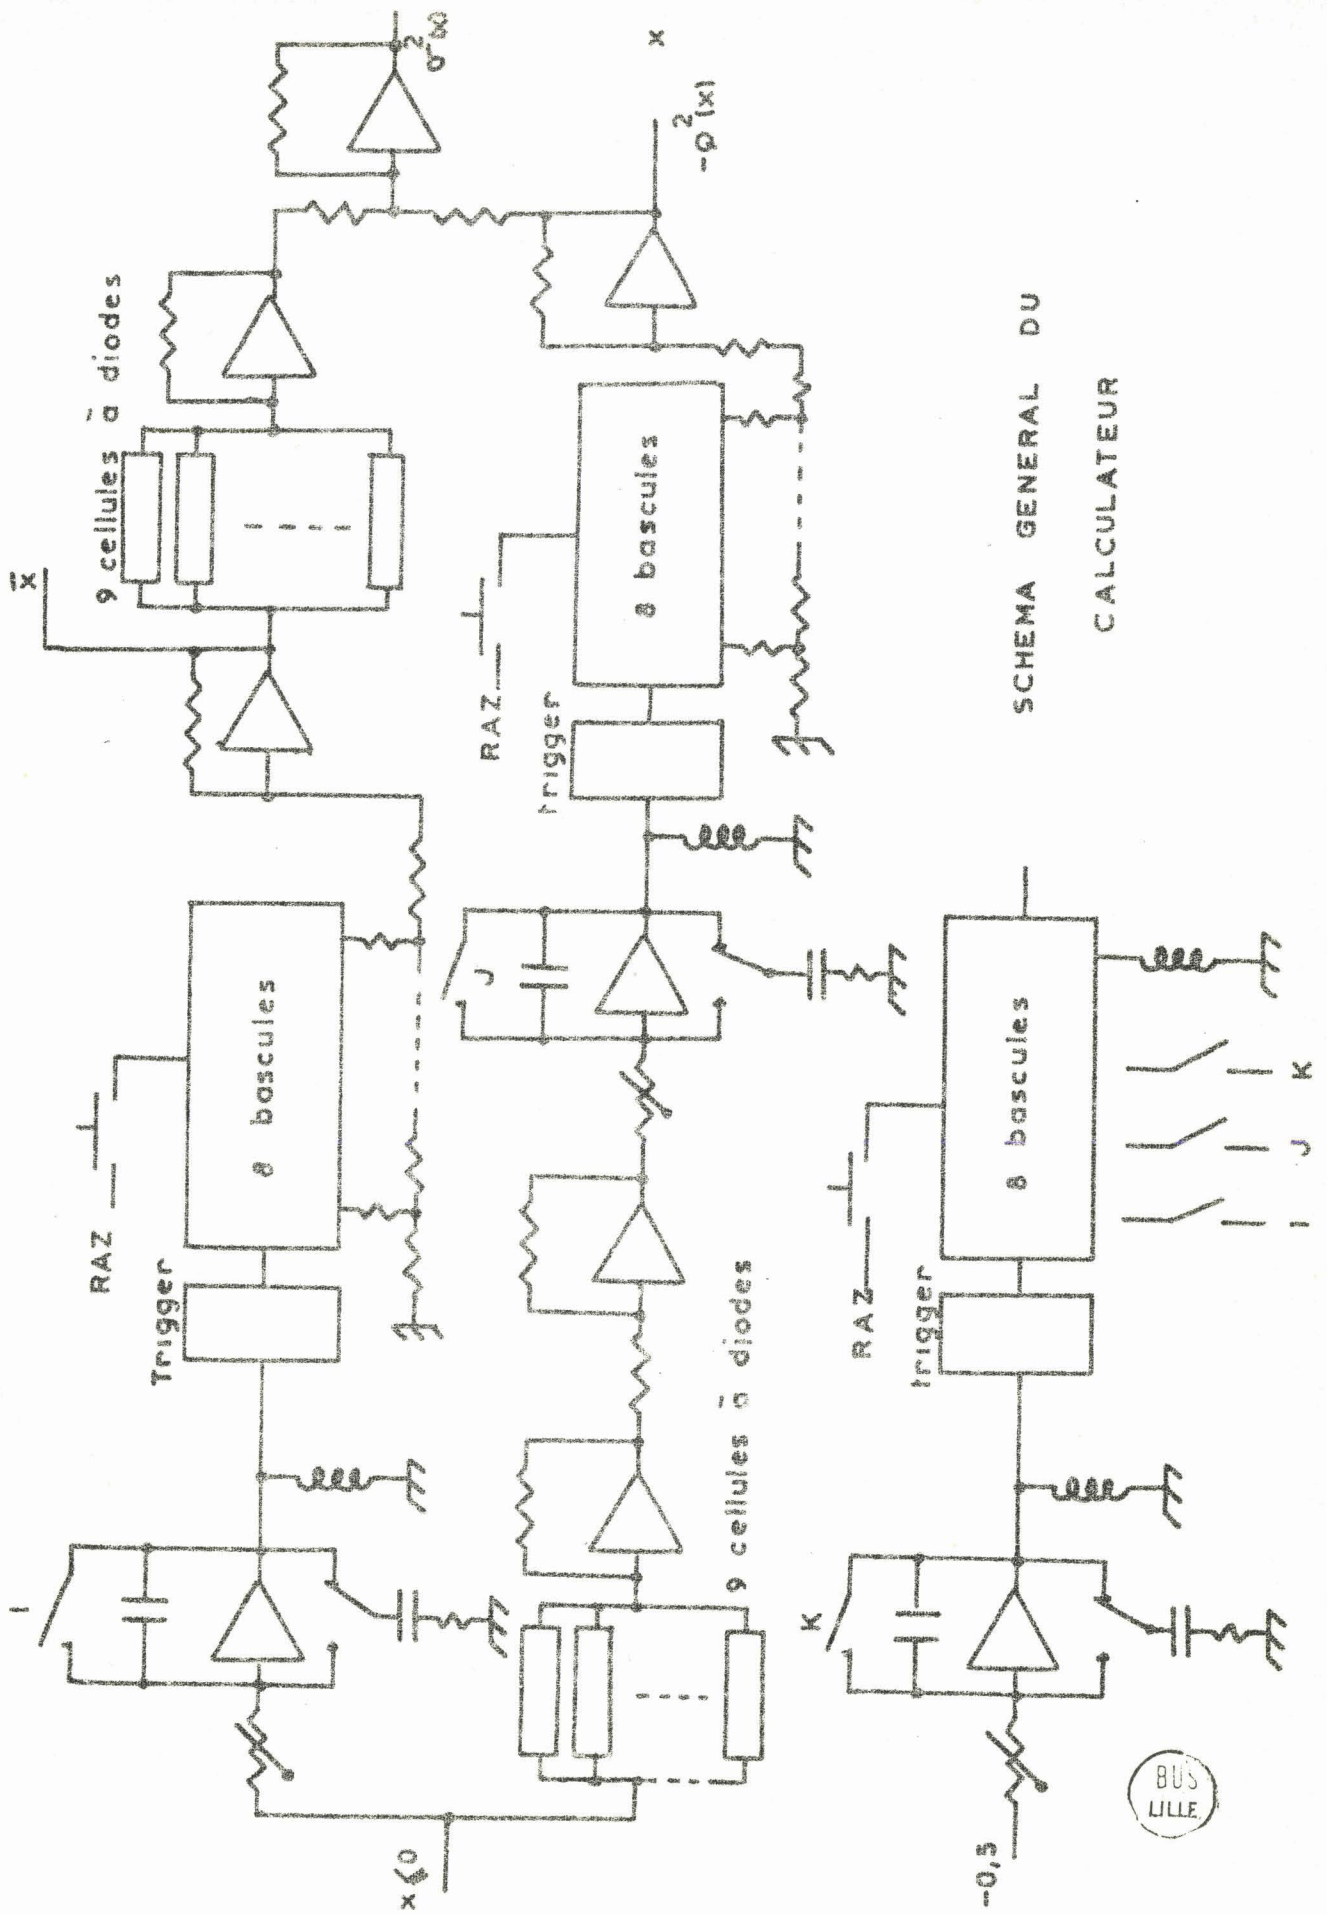 x̄
9 cellules à diodes
σ²(x)
RAZ
Trigger
8 bascules
I
x⩽0
RAZ
trigger
8 bascules
J
-σ²(x)
x
9 cellules à diodes
K
-0,5
RAZ
trigger
8 bascules
I J K
SCHEMA GENERAL DU
CALCULATEUR
BUS
LILLE